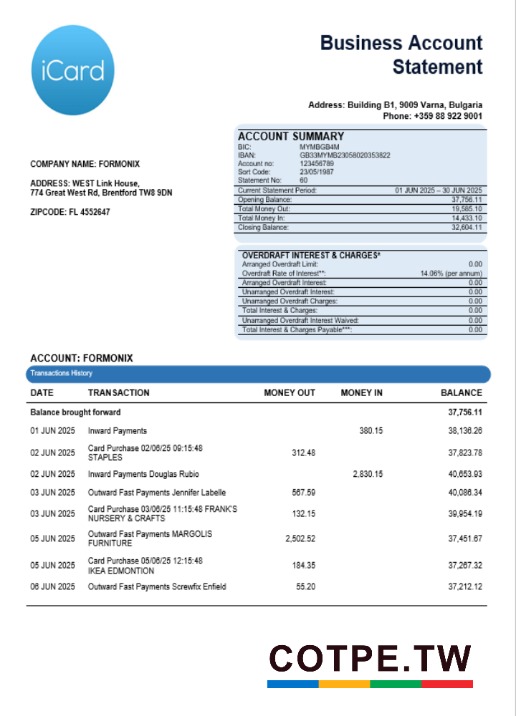 iCard
Business Account
Statement
Address: Building B1, 9009 Varna, Bulgaria
Phone: +359 88 922 9001
COMPANY NAME: FORMONIX
ADDRESS: WEST Link House,
774 Great West Rd, Brentford TW8 9DN
ZIPCODE: FL 4552647
ACCOUNT SUMMARY
BIC: MYMBGB4M
IBAN: GB33MYMB23058020353822
Account no: 123456789
Sort Code: 23/05/1987
Statement No: 60
Current Statement Period: 01 JUN 2025 – 30 JUN 2025
Opening Balance: 37,756.11
Total Money Out: 19,585.10
Total Money In: 14,433.10
Closing Balance: 32,604.11
OVERDRAFT INTEREST & CHARGES*
Arranged Overdraft Limit: 0.00
Overdraft Rate of Interest**: 14.06% (per annum)
Arranged Overdraft Interest: 0.00
Unarranged Overdraft Interest: 0.00
Unarranged Overdraft Charges: 0.00
Total Interest & Charges: 0.00
Unarranged Overdraft Interest Waived: 0.00
Total Interest & Charges Payable***: 0.00
ACCOUNT: FORMONIX
Transactions History
DATE TRANSACTION MONEY OUT MONEY IN BALANCE
Balance brought forward 37,756.11
01 JUN 2025 Inward Payments 380.15 38,136.26
02 JUN 2025 Card Purchase 02/06/25 09:15:48
STAPLES 312.48 37,823.78
02 JUN 2025 Inward Payments Douglas Rubio 2,830.15 40,653.93
03 JUN 2025 Outward Fast Payments Jennifer Labelle 567.59 40,086.34
03 JUN 2025 Card Purchase 03/06/25 11:15:48 FRANK'S
NURSERY & CRAFTS 132.15 39,954.19
05 JUN 2025 Outward Fast Payments MARGOLIS
FURNITURE 2,502.52 37,451.67
05 JUN 2025 Card Purchase 05/06/25 12:15:48
IKEA EDMONTION 184.35 37,267.32
06 JUN 2025 Outward Fast Payments Screwfix Enfield 55.20 37,212.12
COTPE.TW